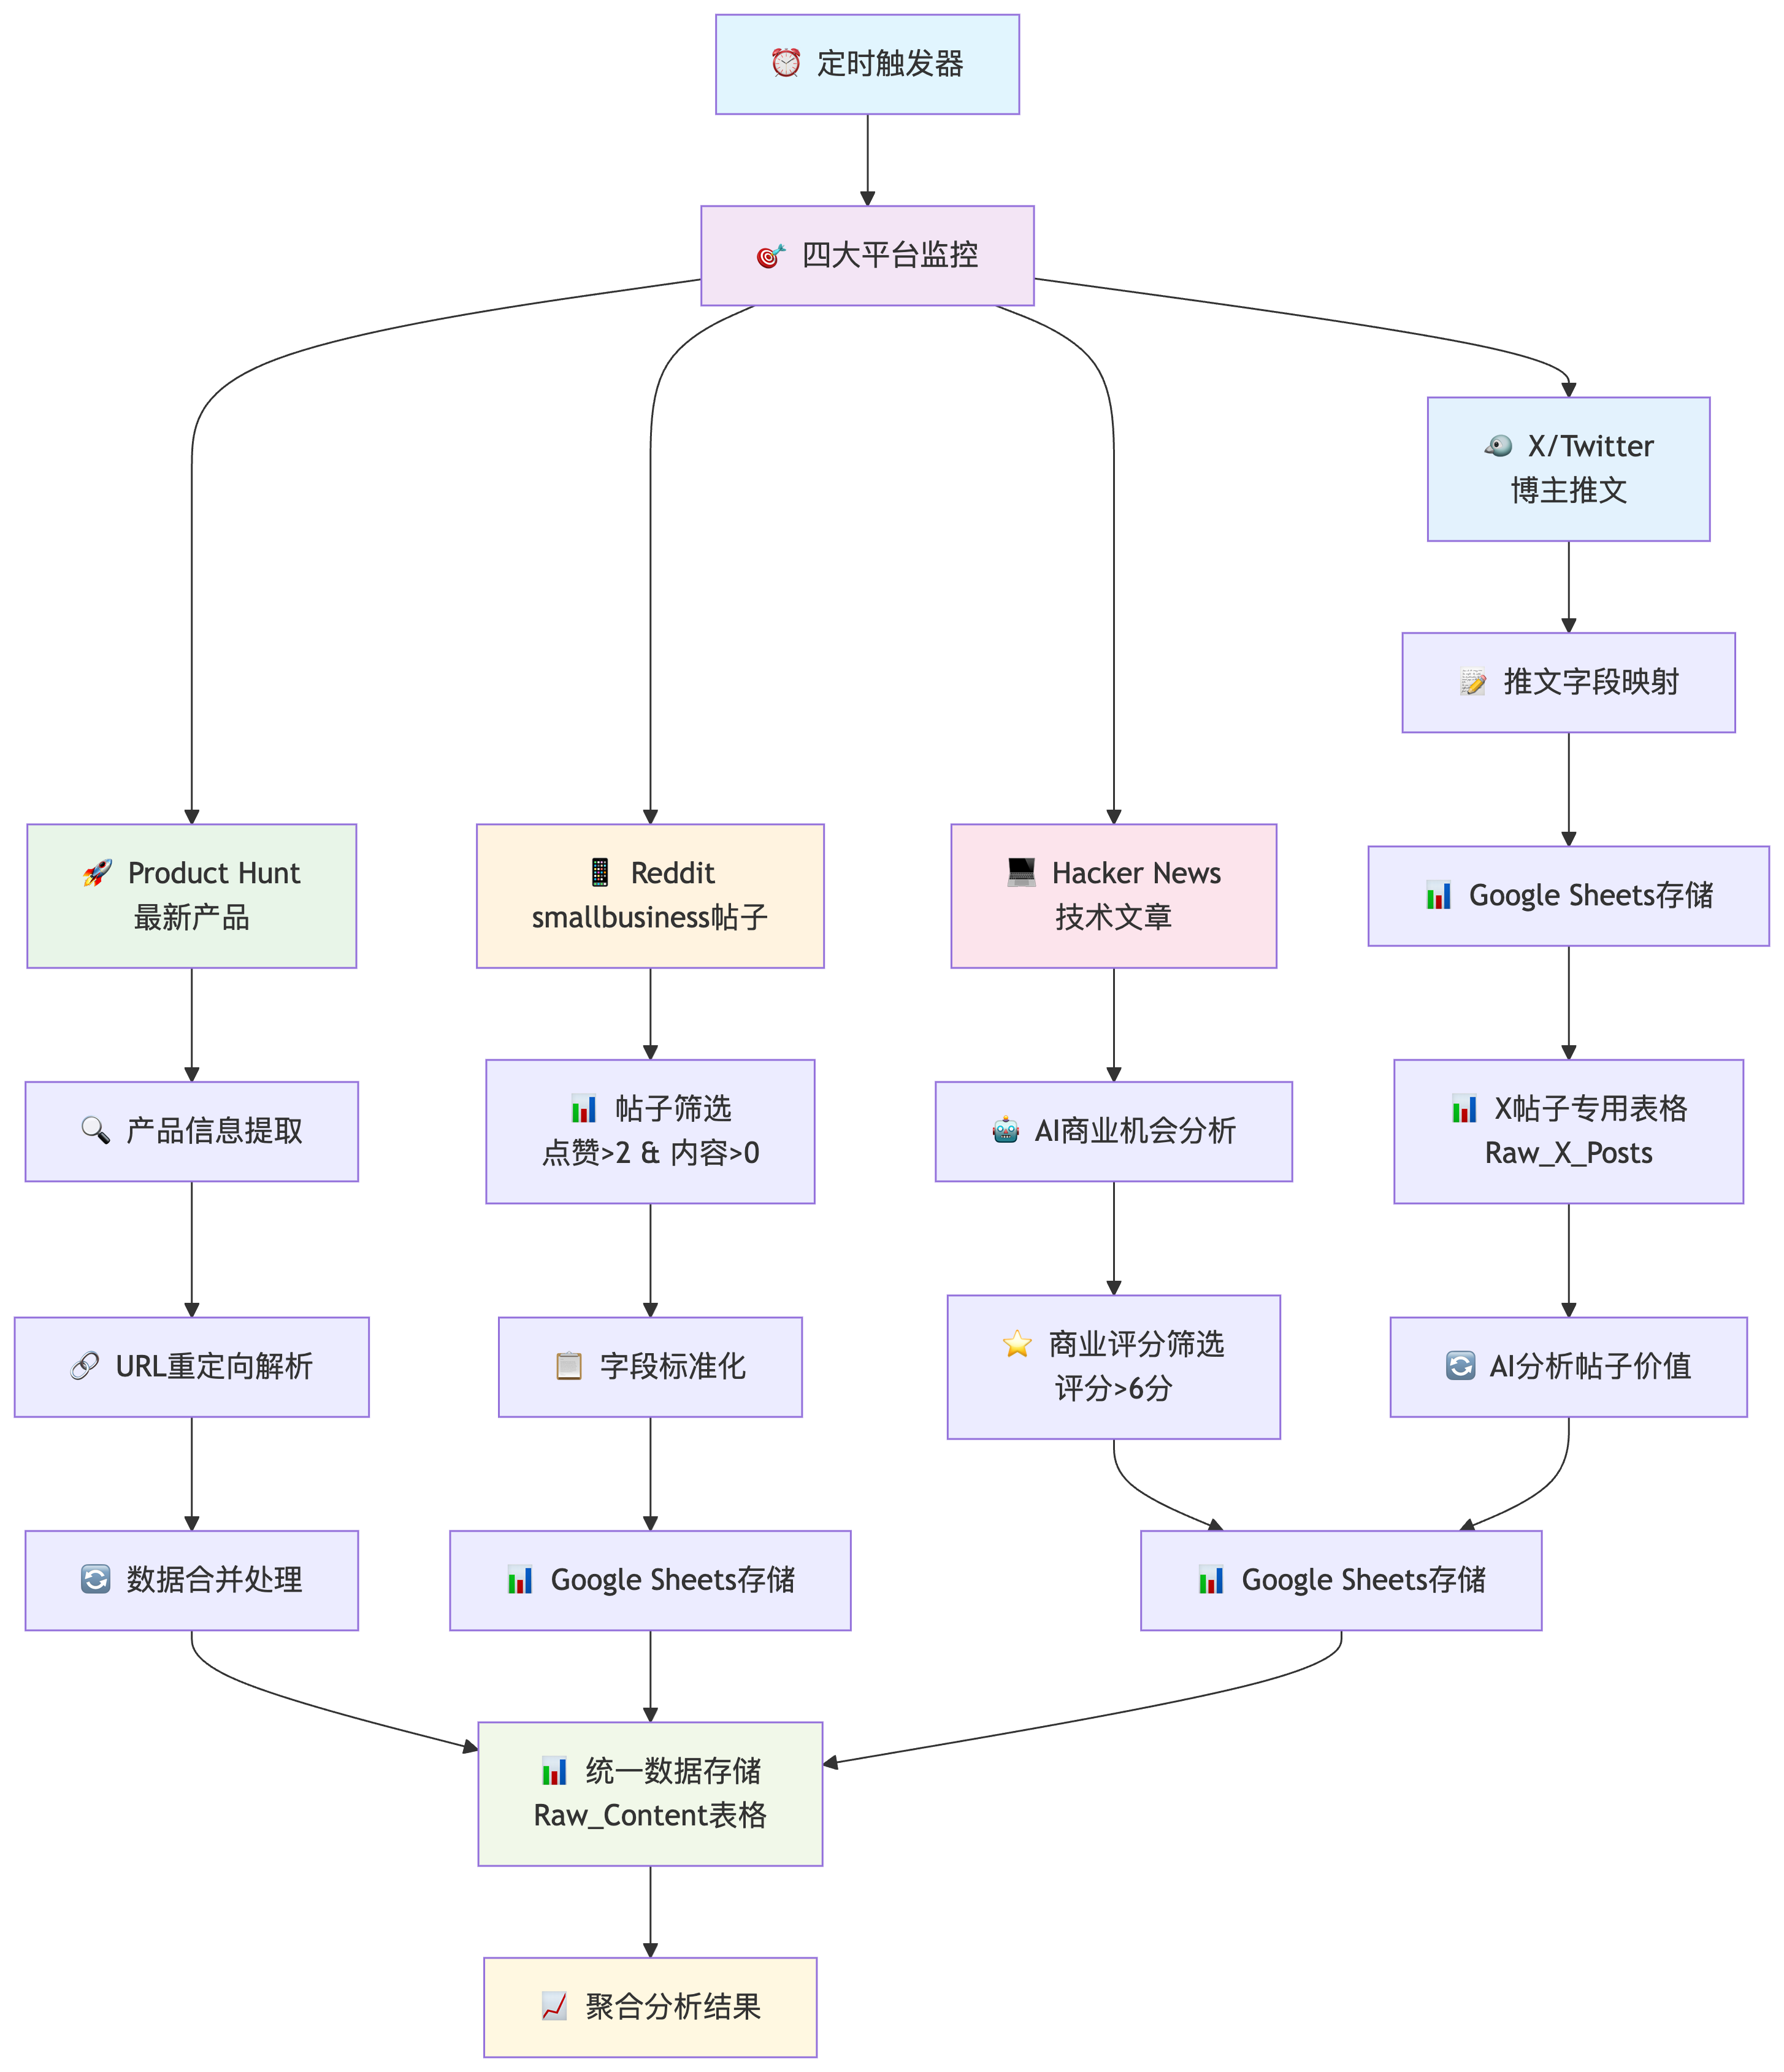 ⏰ 定时触发器
🎯 四大平台监控
🐦 X/Twitter
博主推文
📝 推文字段映射
🚀 Product Hunt
最新产品
📱 Reddit
smallbusiness帖子
💻 Hacker News
技术文章
📊 Google Sheets存储
🔍 产品信息提取
📊 帖子筛选
点赞>2 & 内容>0
🤖 AI商业机会分析
📊 X帖子专用表格
Raw_X_Posts
🔗 URL重定向解析
📋 字段标准化
⭐ 商业评分筛选
评分>6分
🔄 AI分析帖子价值
🔄 数据合并处理
📊 Google Sheets存储
📊 Google Sheets存储
📊 统一数据存储
Raw_Content表格
📈 聚合分析结果